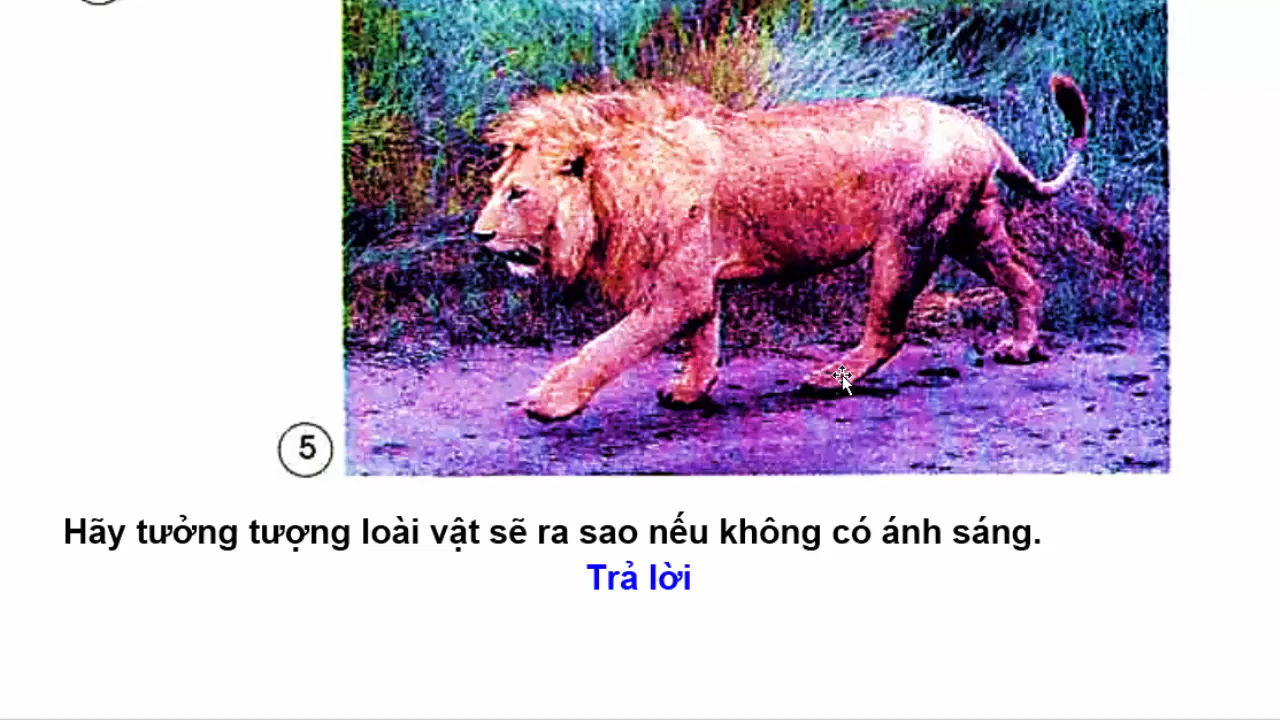 5
Hãy tưởng tượng loài vật sẽ ra sao nếu không có ánh sáng.
Trả lời